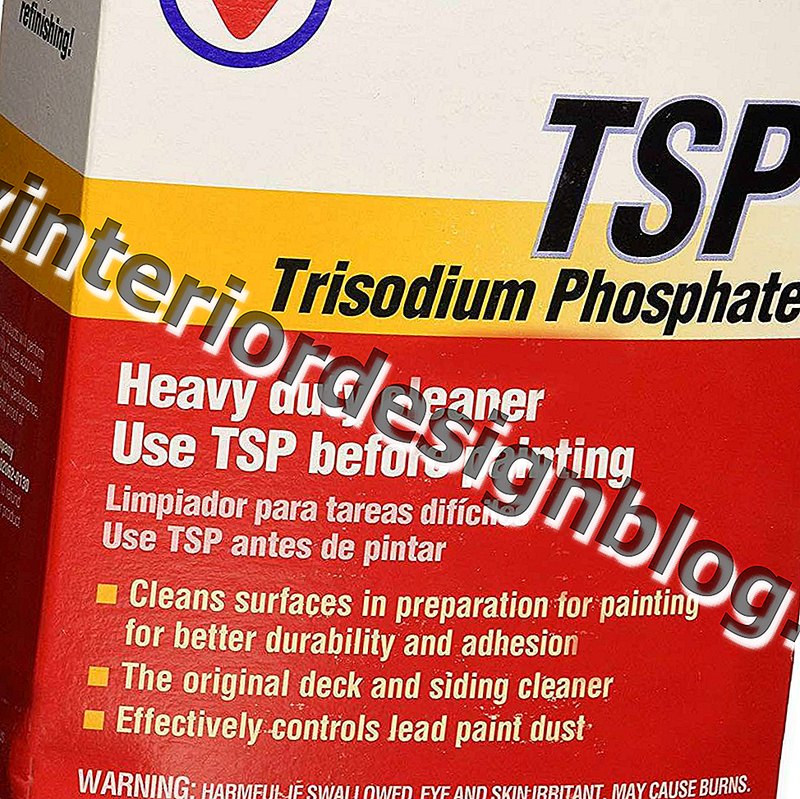 refinishing!
TSP
Trisodium Phosphate
Heavy duty cleaner
Use TSP before painting
Limpiador para tareas difíciles
Use TSP antes de pintar
Cleans surfaces in preparation for painting
for better durability and adhesion
The original deck and siding cleaner
Effectively controls lead paint dust
WARNING: HARMFUL IF SWALLOWED, EYE AND SKIN IRRITANT, MAY CAUSE BURNS.
interiordesignblog.